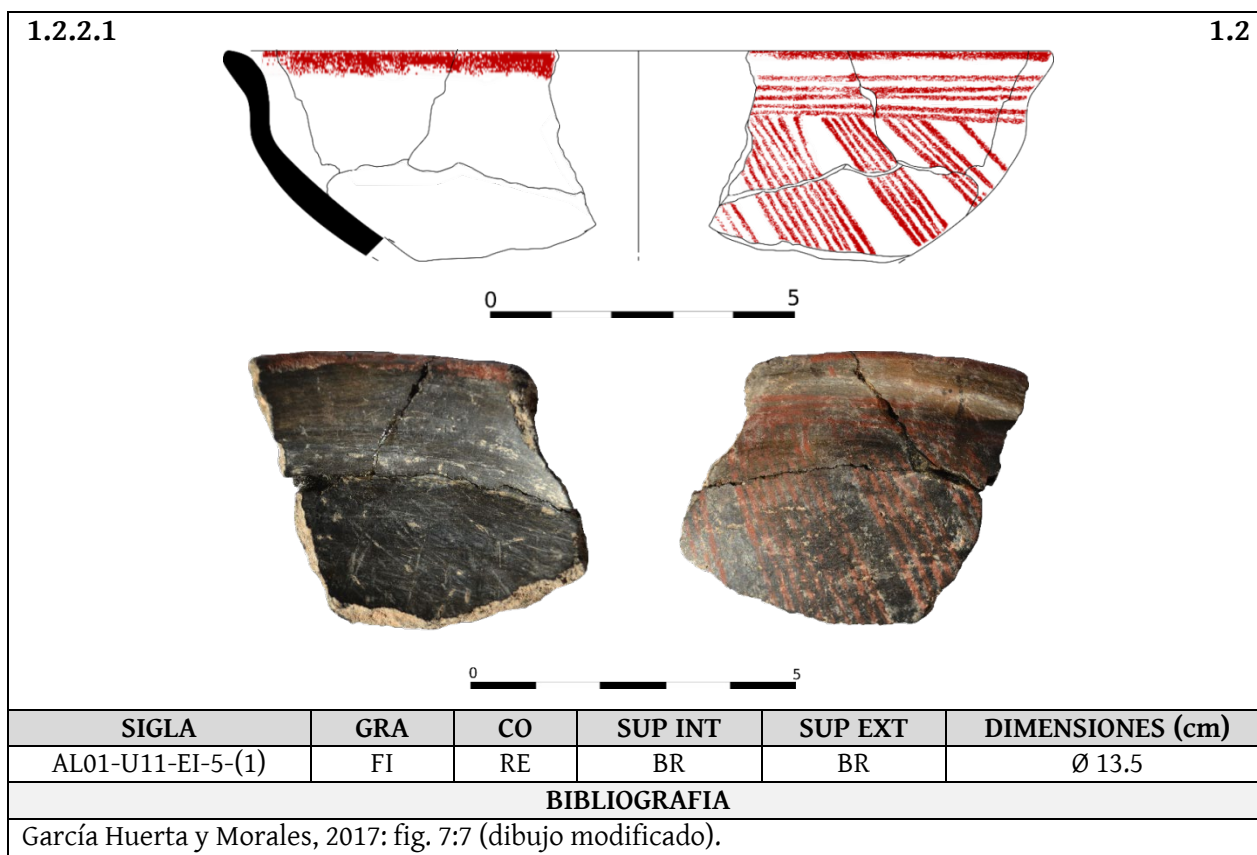 1.2.2.1 1.2
0 5
0 5
SIGLA GRA CO SUP INT SUP EXT DIMENSIONES (cm)
AL01-U11-EI-5-(1) FI RE BR BR Ø 13.5
BIBLIOGRAFIA
García Huerta y Morales, 2017: fig. 7:7 (dibujo modificado).